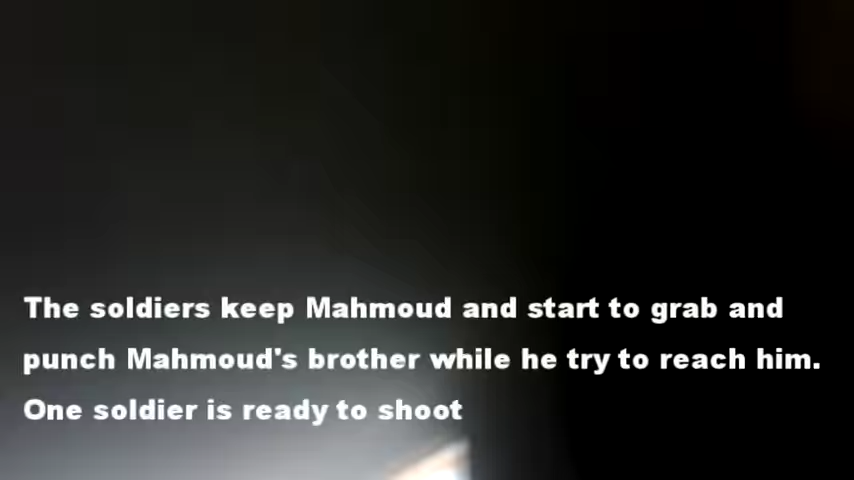 The soldiers keep Mahmoud and start to grab and
punch Mahmoud's brother while he try to reach him.
One soldier is ready to shoot